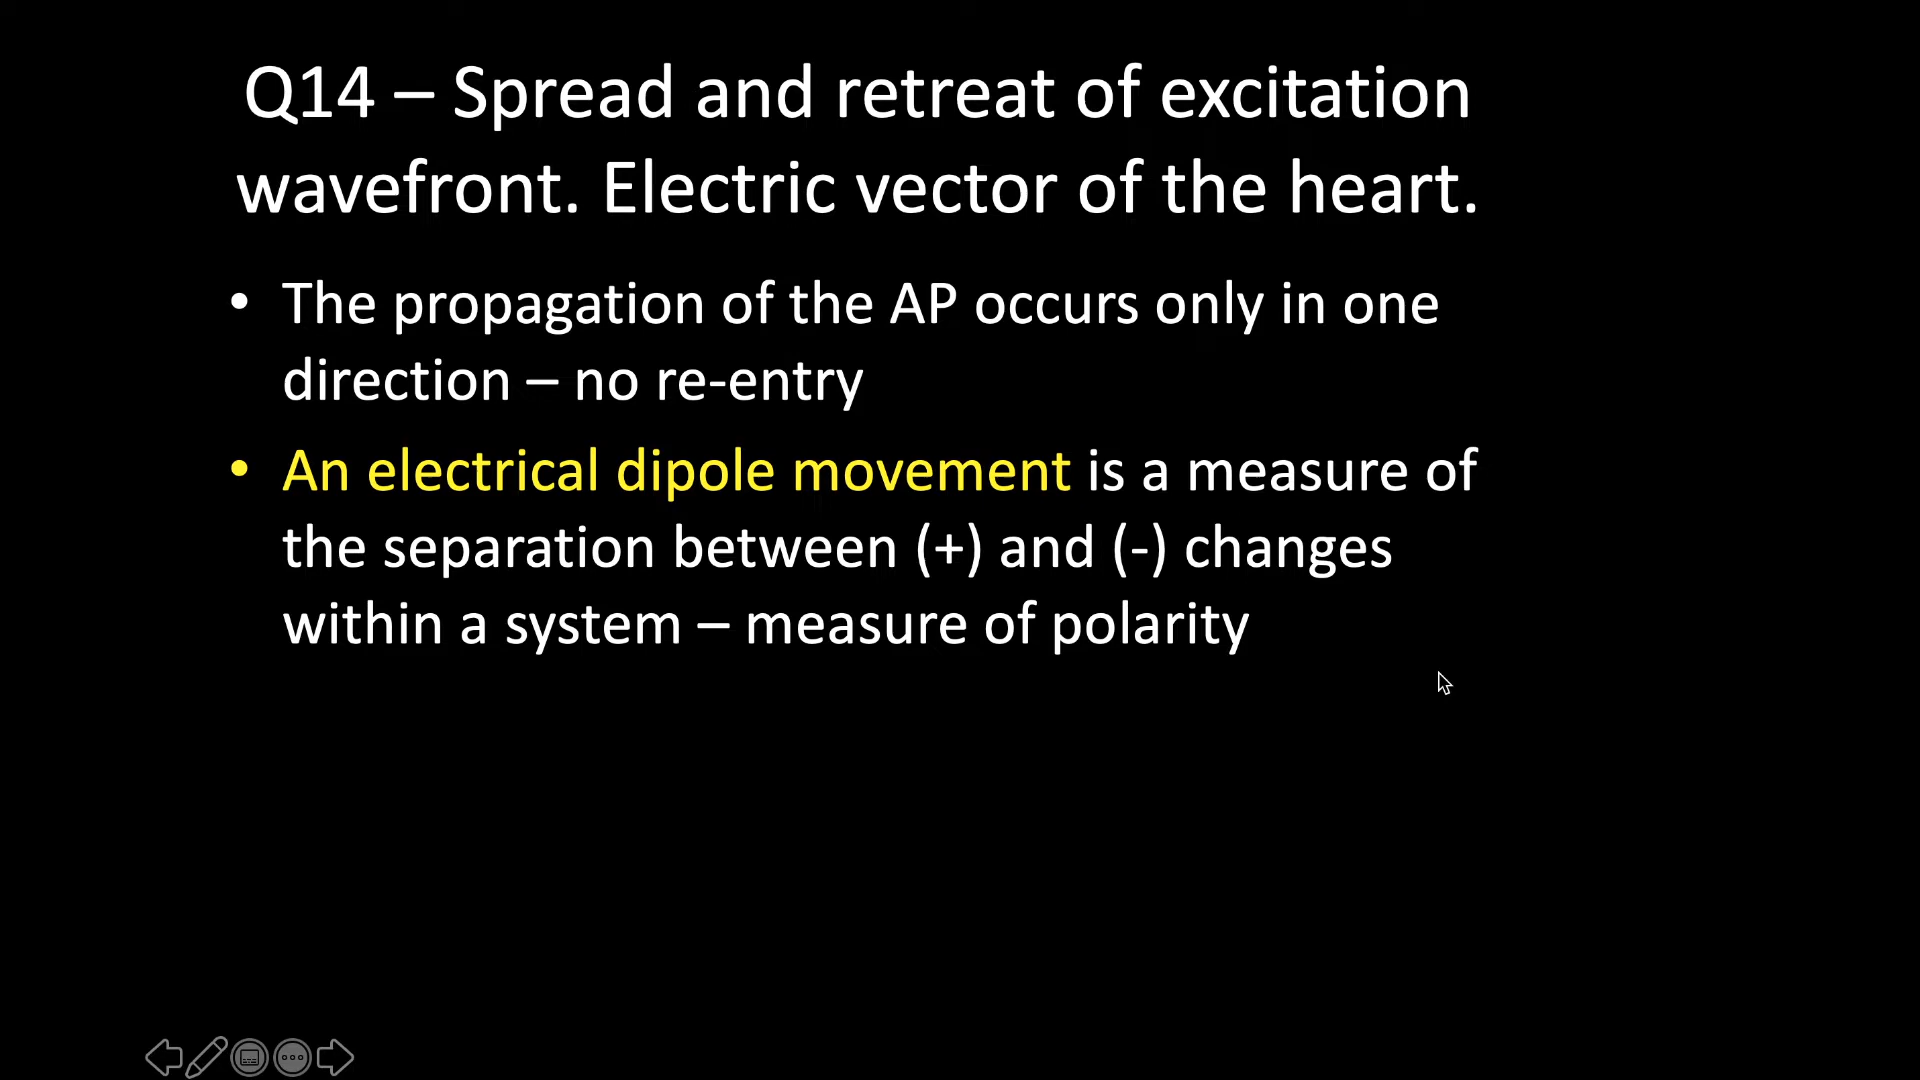 Q14 – Spread and retreat of excitation
wavefront. Electric vector of the heart.
• The propagation of the AP occurs only in one
direction – no re-entry
• An electrical dipole movement is a measure of
the separation between (+) and (-) changes
within a system – measure of polarity